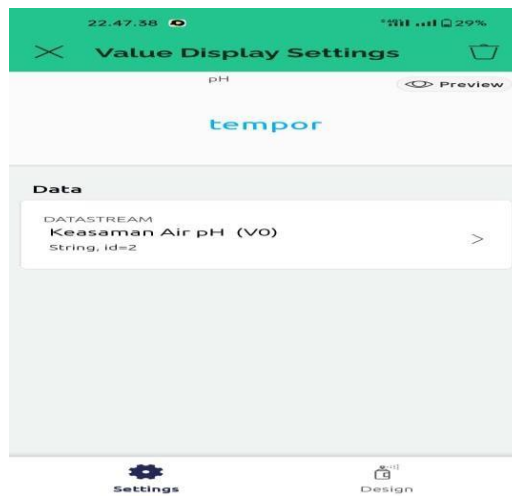 22.47.38 29%
Value Display Settings
pH
Preview
tempor
Data
DATASTREAM
Keasaman Air pH (V0)
String, id=2
>
Settings Design